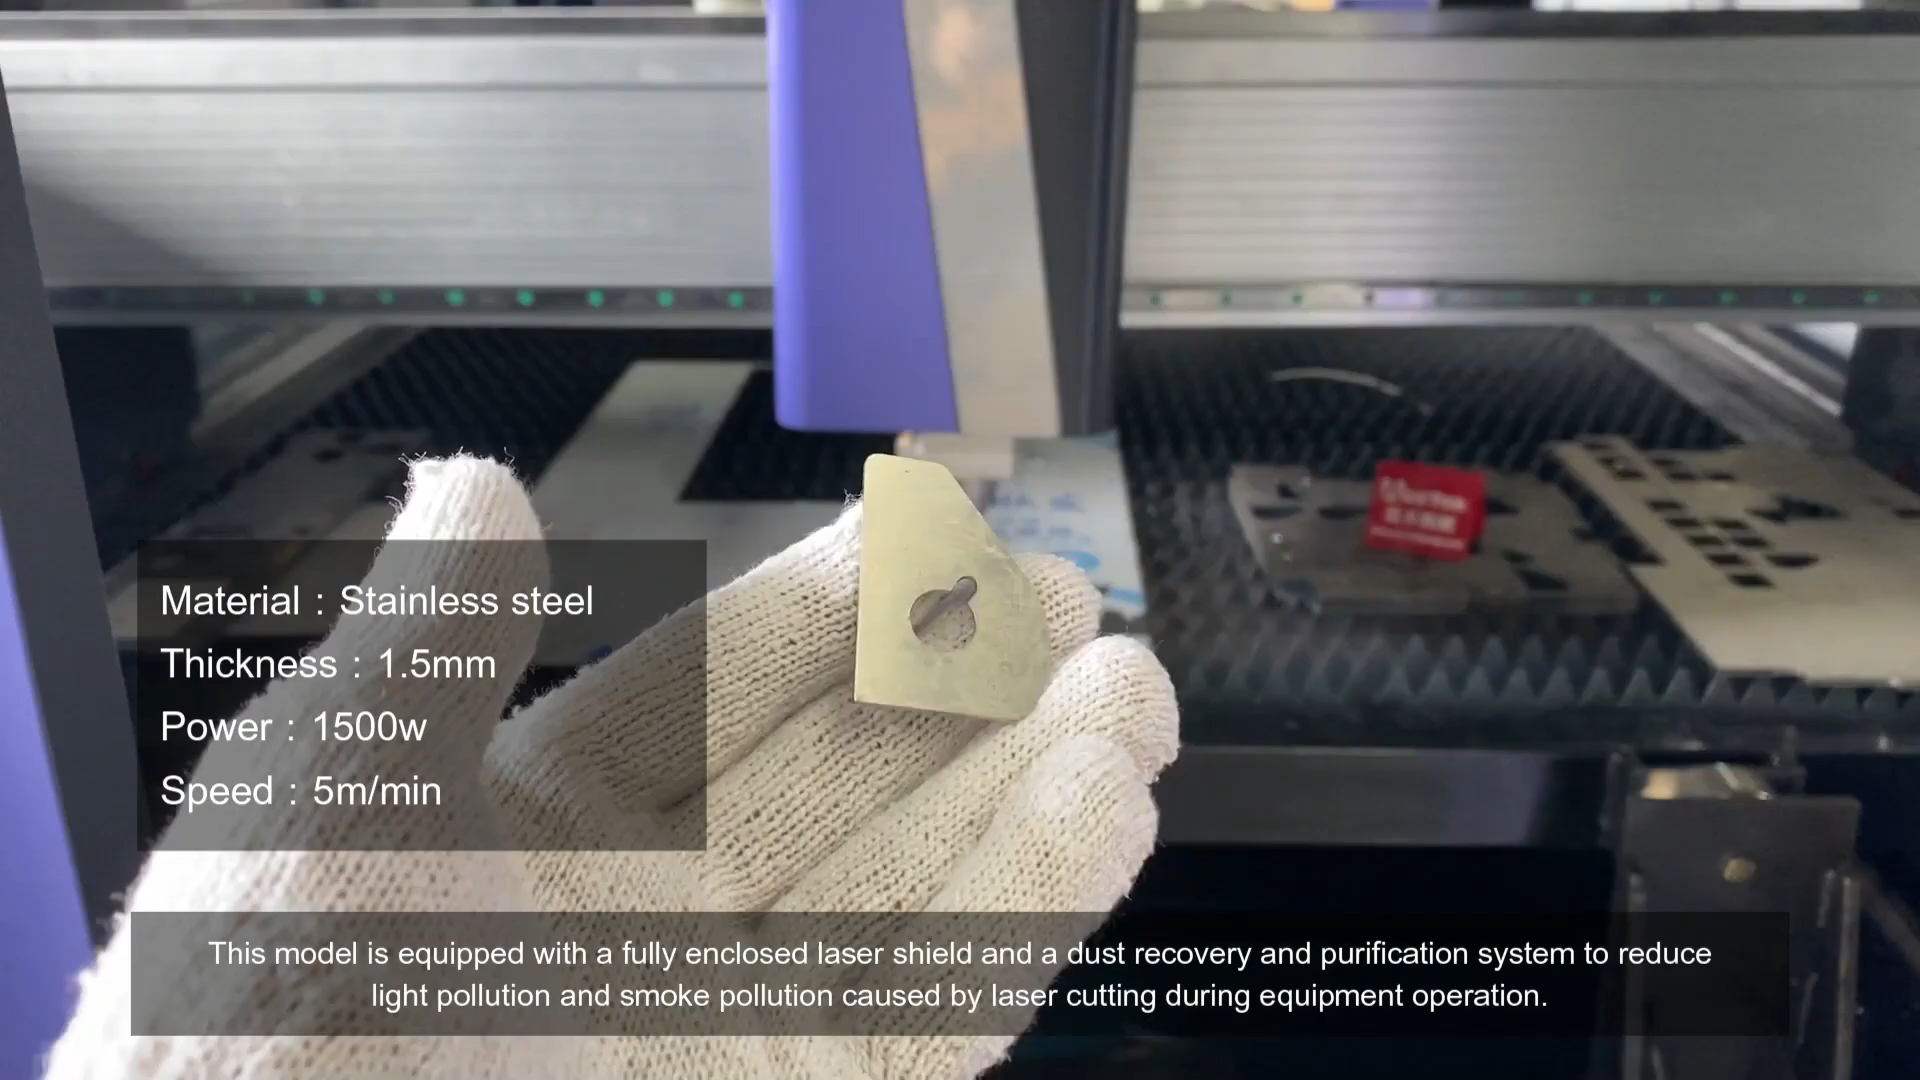 Material : Stainless steel
Thickness : 1.5mm
Power : 1500w
Speed : 5m/min
This model is equipped with a fully enclosed laser shield and a dust recovery and purification system to reduce
light pollution and smoke pollution caused by laser cutting during equipment operation.